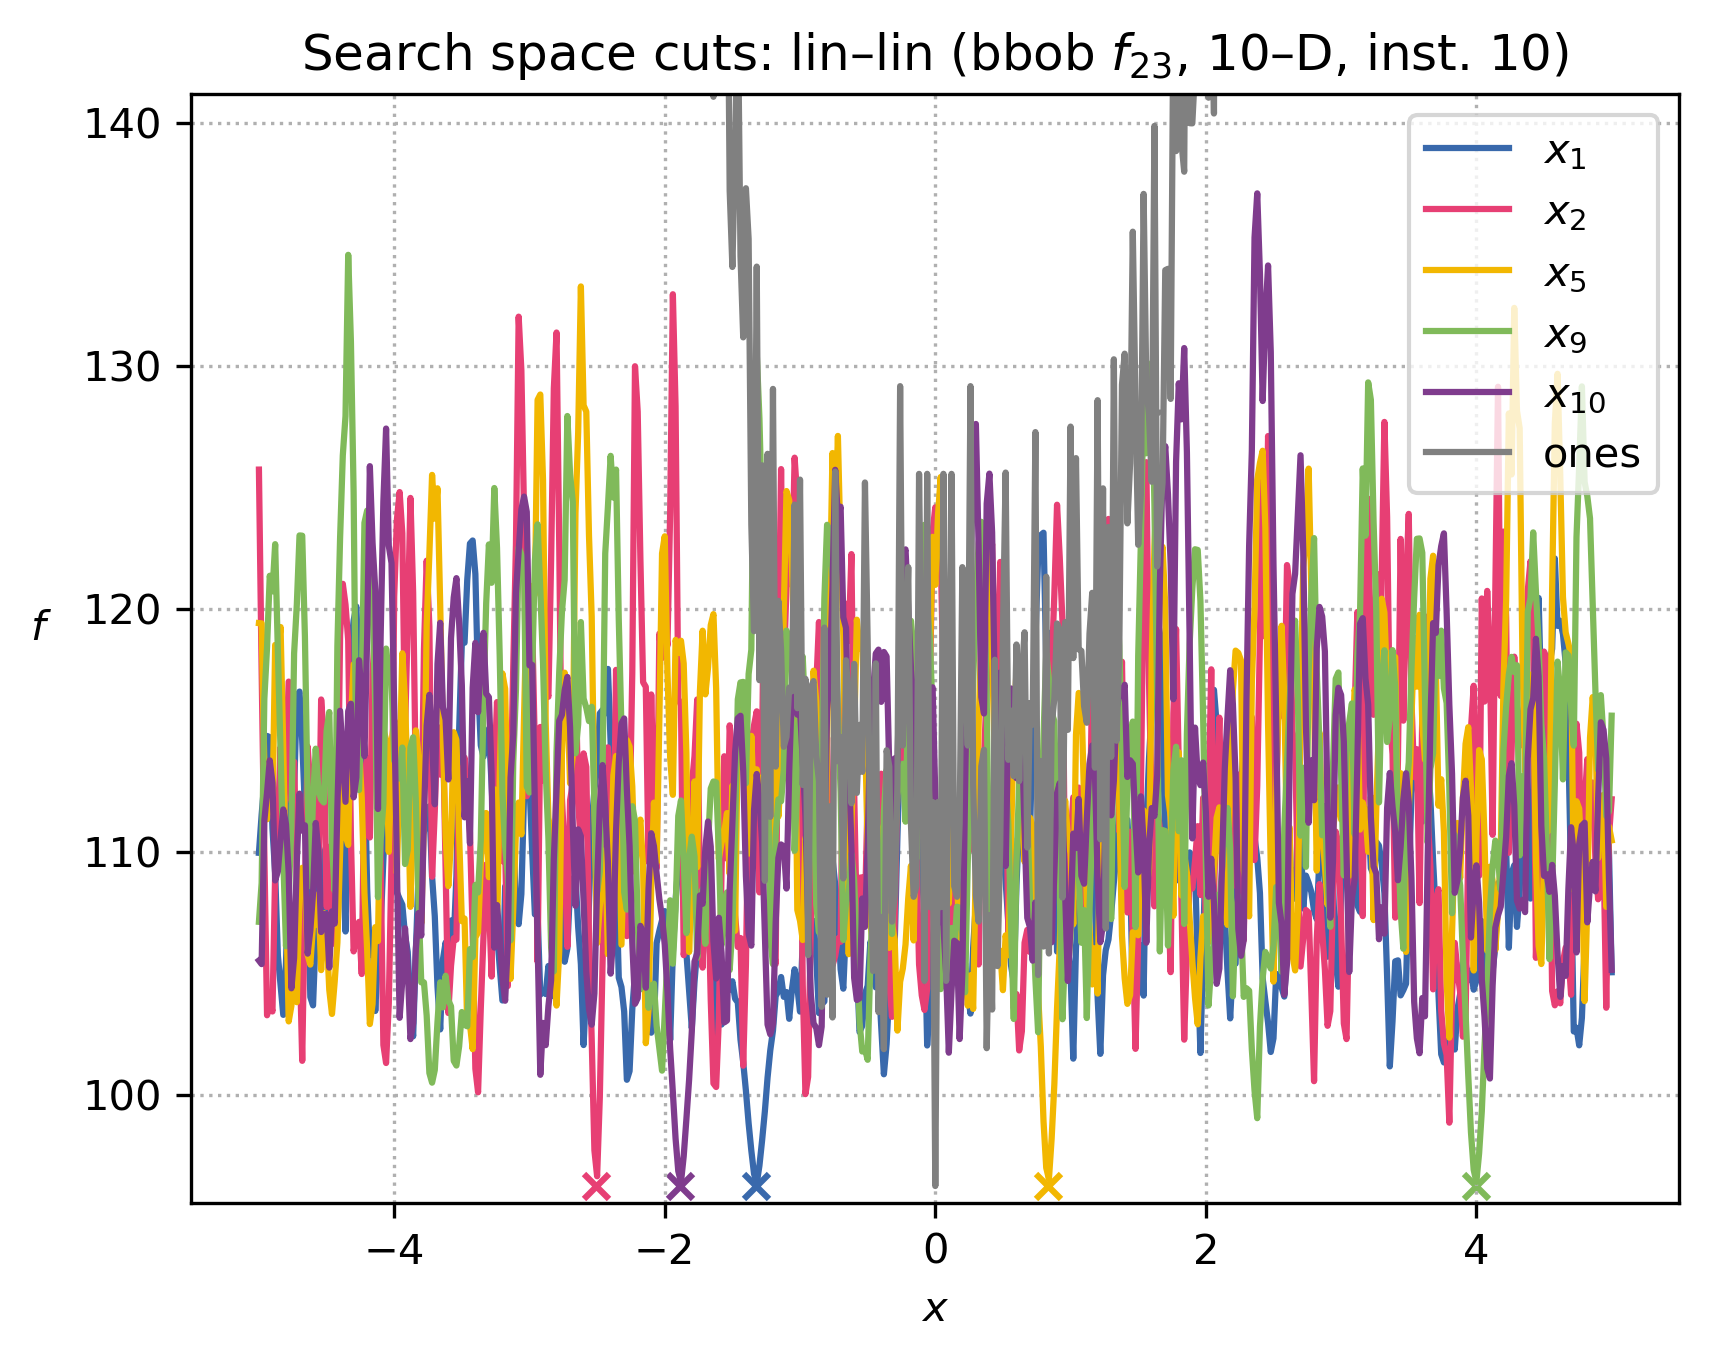 Search space cuts: lin–lin (bbob f₂₃, 10–D, inst. 10)
140
130
120
110
100
f
−4
−2
0
2
4
x
x₁
x₂
x₅
x₉
x₁₀
ones